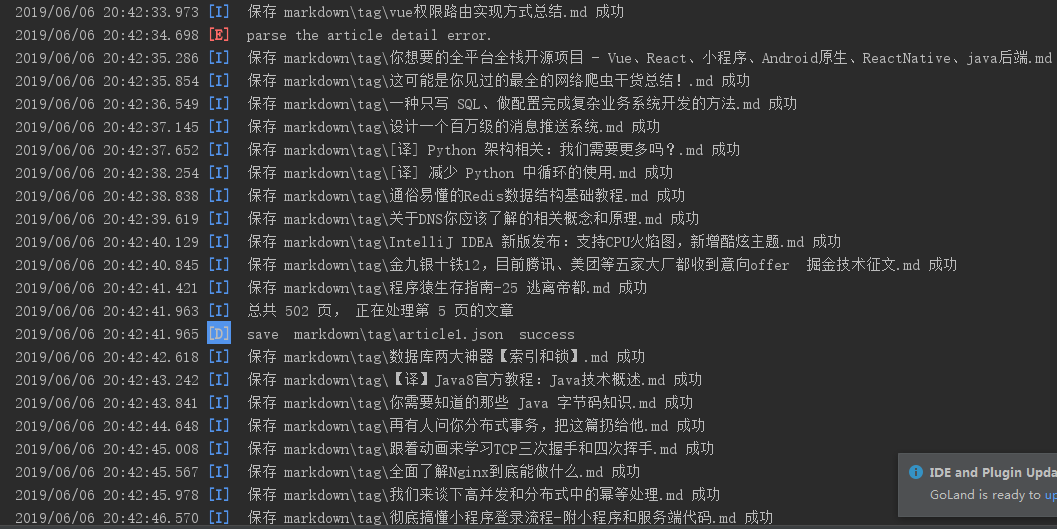 2019/06/06 20:42:33.973 [I] 保存 markdown\tag\vue权限路由实现方式总结.md 成功
2019/06/06 20:42:34.698 [E] parse the article detail error.
2019/06/06 20:42:35.286 [I] 保存 markdown\tag\你想要的全平台全栈开源项目 - Vue、React、小程序、Android原生、ReactNative、java后端.md
2019/06/06 20:42:35.854 [I] 保存 markdown\tag\这可能是你见过的最全的网络爬虫干货总结！.md 成功
2019/06/06 20:42:36.549 [I] 保存 markdown\tag\一种只写 SQL、做配置完成复杂业务系统开发的方法.md 成功
2019/06/06 20:42:37.145 [I] 保存 markdown\tag\设计一个百万级的消息推送系统.md 成功
2019/06/06 20:42:37.652 [I] 保存 markdown\tag\[译] Python 架构相关：我们需要更多吗？.md 成功
2019/06/06 20:42:38.254 [I] 保存 markdown\tag\[译] 减少 Python 中循环的使用.md 成功
2019/06/06 20:42:38.838 [I] 保存 markdown\tag\通俗易懂的Redis数据结构基础教程.md 成功
2019/06/06 20:42:39.619 [I] 保存 markdown\tag\关于DNS你应该了解的相关概念和原理.md 成功
2019/06/06 20:42:40.129 [I] 保存 markdown\tag\IntelliJ IDEA 新版发布：支持CPU火焰图，新增酷炫主题.md 成功
2019/06/06 20:42:40.845 [I] 保存 markdown\tag\金九银十铁12，目前腾讯、美团等五家大厂都收到意向offer  掘金技术征文.md 成功
2019/06/06 20:42:41.421 [I] 保存 markdown\tag\程序猿生存指南-25 逃离帝都.md 成功
2019/06/06 20:42:41.963 [I] 总共 502 页， 正在处理第 5 页的文章
2019/06/06 20:42:41.965 [D] save  markdown\tag\article1.json  success
2019/06/06 20:42:42.618 [I] 保存 markdown\tag\数据库两大神器【索引和锁】.md 成功
2019/06/06 20:42:43.242 [I] 保存 markdown\tag\【译】Java8官方教程：Java技术概述.md 成功
2019/06/06 20:42:43.841 [I] 保存 markdown\tag\你需要知道的那些 Java 字节码知识.md 成功
2019/06/06 20:42:44.648 [I] 保存 markdown\tag\再有人问你分布式事务，把这篇扔给他.md 成功
2019/06/06 20:42:45.008 [I] 保存 markdown\tag\跟着动画来学习TCP三次握手和四次挥手.md 成功
2019/06/06 20:42:45.567 [I] 保存 markdown\tag\全面了解Nginx到底能做什么.md 成功
2019/06/06 20:42:45.978 [I] 保存 markdown\tag\我们来谈下高并发和分布式中的幂等处理.md 成功
2019/06/06 20:42:46.570 [I] 保存 markdown\tag\彻底搞懂小程序登录流程-附小程序和服务端代码.md 成功
IDE and Plugin Upda
GoLand is ready to up